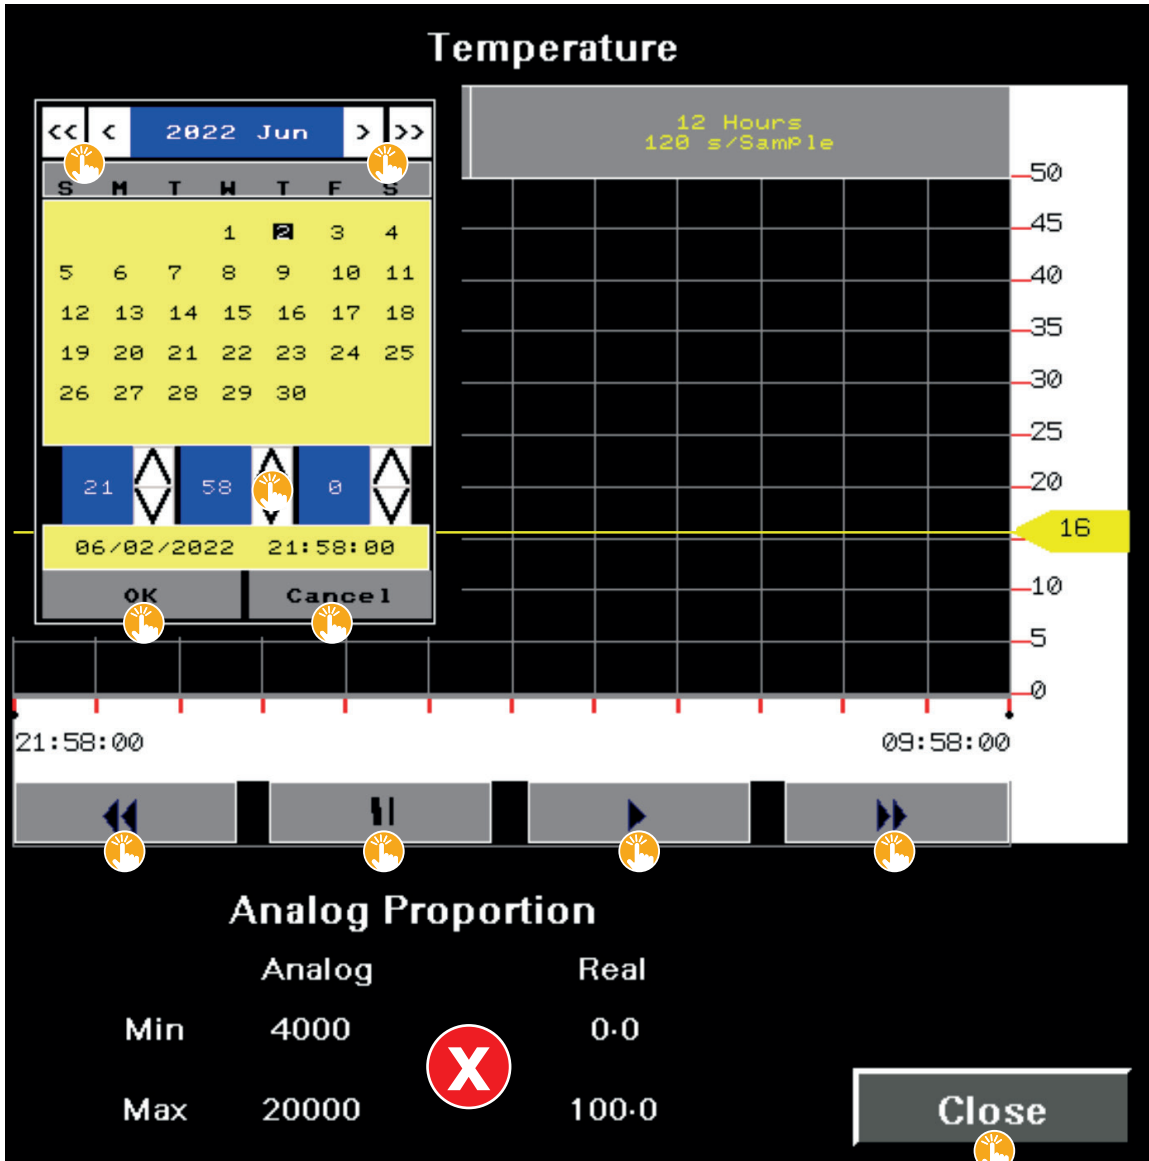 Temperature
<< < 2022 Jun > >>
S M T W T F S
1 2 3 4
5 6 7 8 9 10 11
12 13 14 15 16 17 18
19 20 21 22 23 24 25
26 27 28 29 30
21 58 0
06/02/2022 21:58:00
OK Cancel
12 Hours
120 s/Sample
50
45
40
35
30
25
20
16
10
5
0
21:58:00 09:58:00
Analog Proportion
Analog Real
Min 4000 0.0
X
Max 20000 100.0
Close